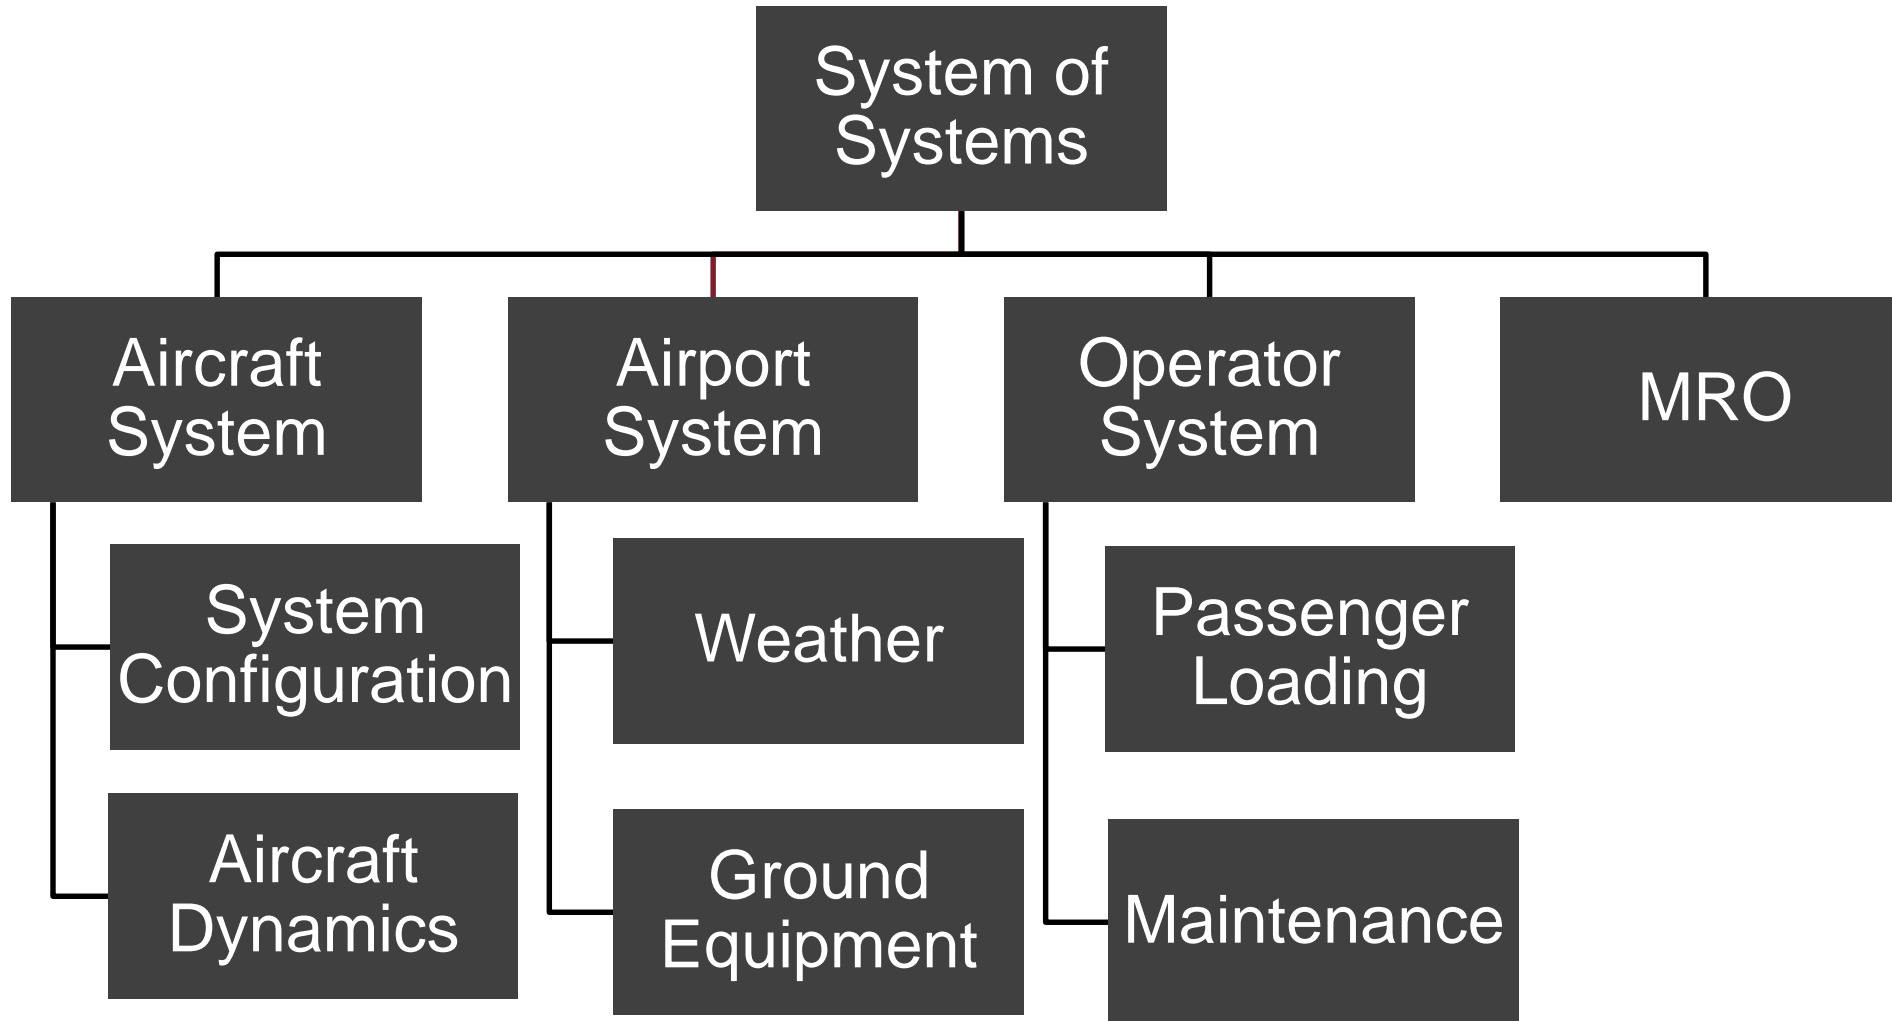 System of
Systems
Aircraft
System
Airport
System
Operator
System
MRO
System
Configuration
Weather
Passenger
Loading
Aircraft
Dynamics
Ground
Equipment
Maintenance